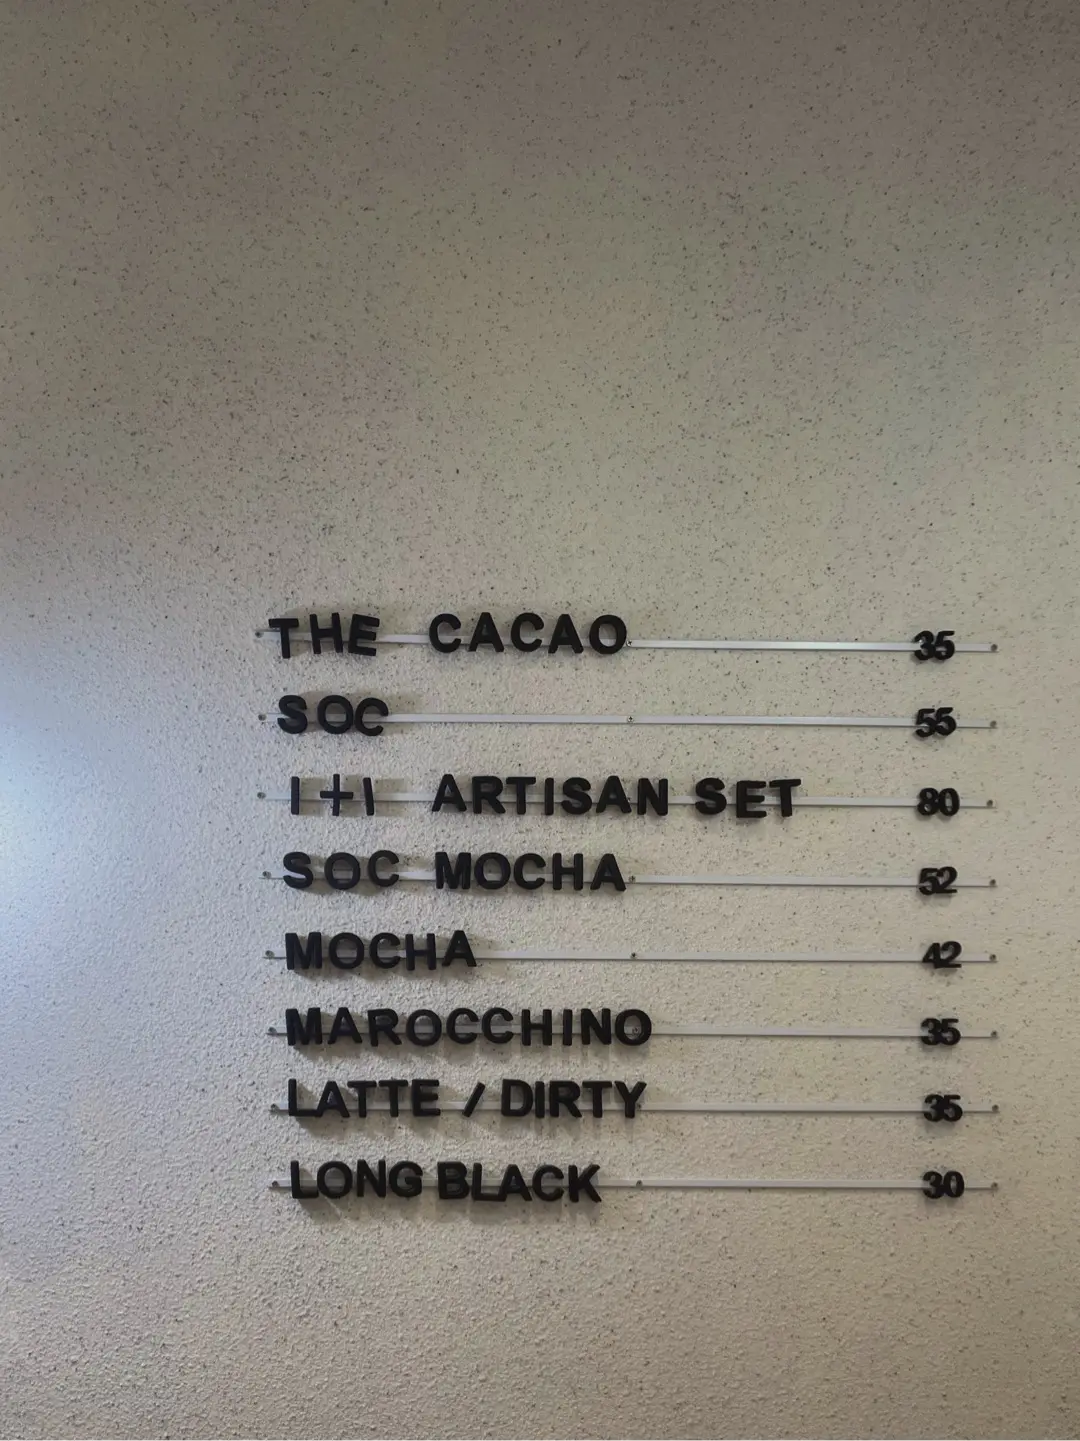 THE CACAO 35
SOC 55
1+1 ARTISAN SET 80
SOC MOCHA 52
MOCHA 42
MAROCCHINO 35
LATTE / DIRTY 35
LONG BLACK 30